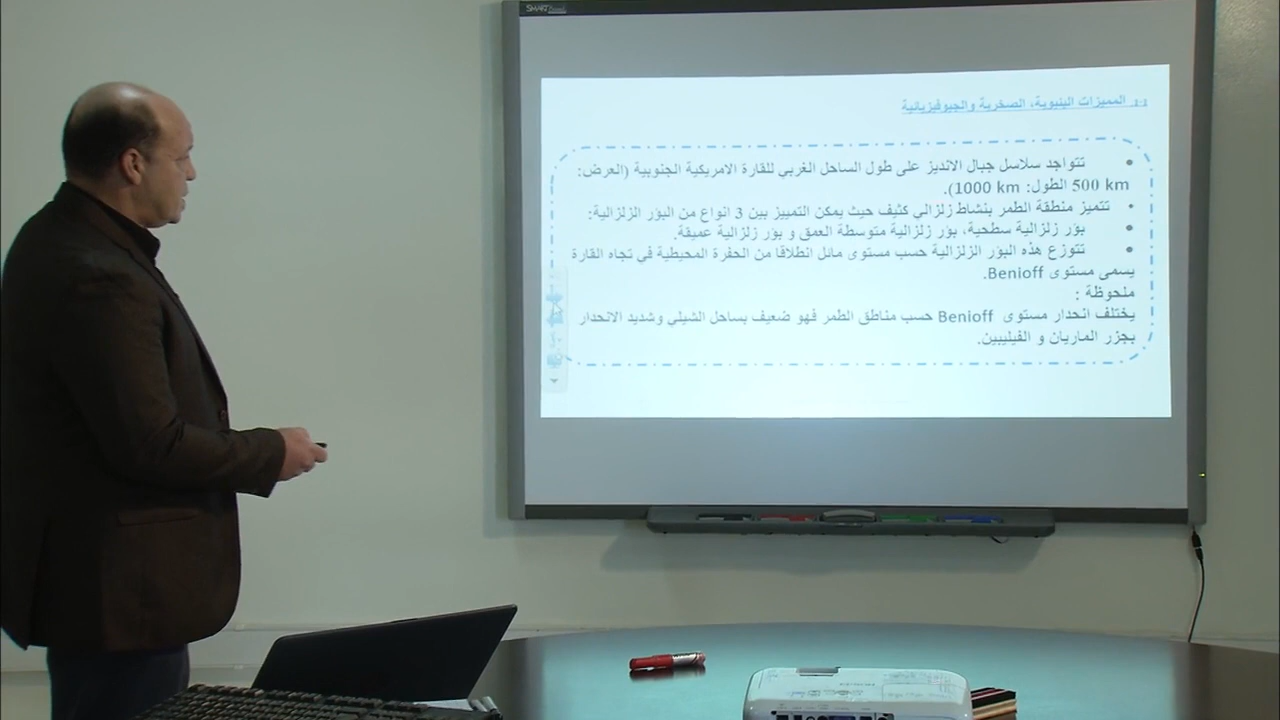 SMART Board
1-1. المميزات البنيوية، الصخرية والجيوفيزيائية
• تتواجد سلاسل جبال الانديز على طول الساحل الغربي للقارة الامريكية الجنوبية (العرض:
500 km الطول: 1000 km).
• تتميز منطقة الطمر بنشاط زلزالي كثيف حيث يمكن التمييز بين 3 انواع من البؤر الزلزالية:
• بؤر زلزالية سطحية، بؤر زلزالية متوسطة العمق و بؤر زلزالية عميقة.
• تتوزع هذه البؤر الزلزالية حسب مستوى مائل انطلاقا من الحفرة المحيطية في تجاه القارة
يسمى مستوى Benioff.
ملحوظة :
يختلف انحدار مستوى Benioff حسب مناطق الطمر فهو ضعيف بساحل الشيلي وشديد الانحدار
بجزر الماريان و الفيليبين.